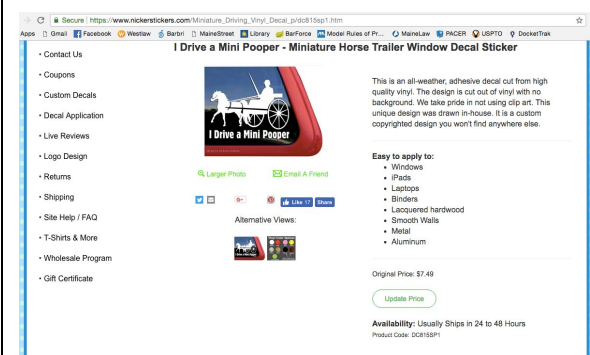 Secure | https://www.nickerstickers.com/Miniature_Driving_Vinyl_Decal_p/dc815sp1.htm
Apps Gmail Facebook Westlaw Barbri MaineStreet Library BarForce Model Rules of Pr... MaineLaw PACER USPTO DocketTrak
I Drive a Mini Pooper - Miniature Horse Trailer Window Decal Sticker
• Contact Us
• Coupons
• Custom Decals
• Decal Application
• Live Reviews
• Logo Design
• Returns
• Shipping
• Site Help / FAQ
• T-Shirts & More
• Wholesale Program
• Gift Certificate
I Drive a Mini Pooper
Larger Photo Email A Friend
G+ Like 17 Share
Alternative Views:
This is an all-weather, adhesive decal cut from high
quality vinyl. The design is cut out of vinyl with no
background. We take pride in not using clip art. This
unique design was drawn in-house. It is a custom
copyrighted design you won't find anywhere else.
Easy to apply to:
• Windows
• iPads
• Laptops
• Binders
• Lacquered hardwood
• Smooth Walls
• Metal
• Aluminum
Original Price: $7.49
Update Price
Availability: Usually Ships in 24 to 48 Hours
Product Code: DC815SP1